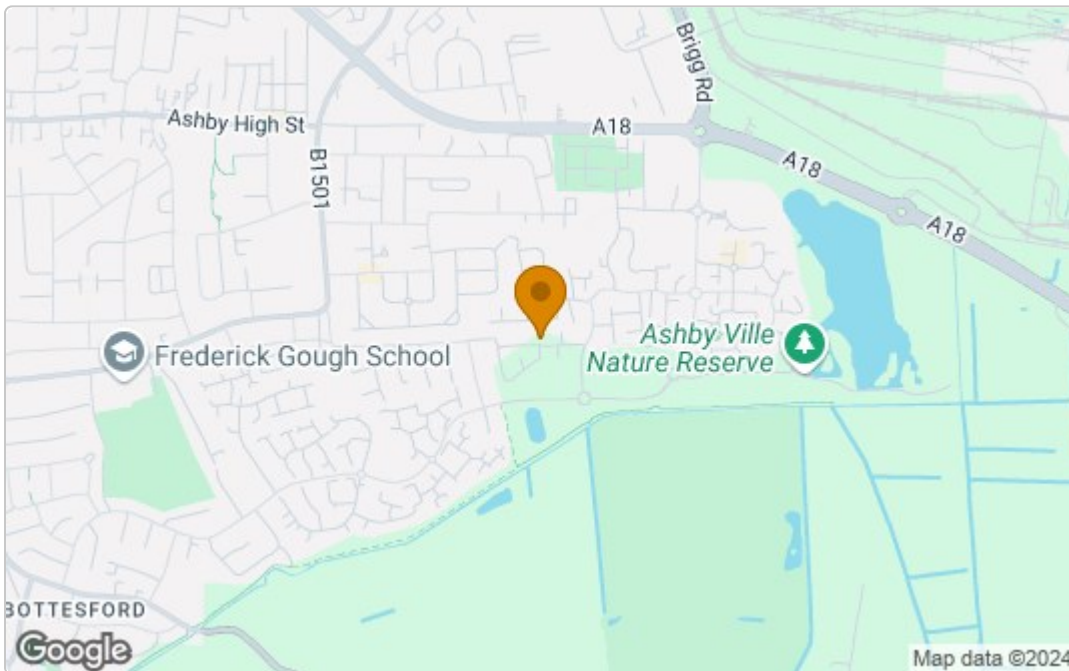 Brigg Rd
Ashby High St
A18
B1501
A18
A18
Ashby Ville
Nature Reserve
Frederick Gough School
BOTTESFORD
Google
Map data ©2024